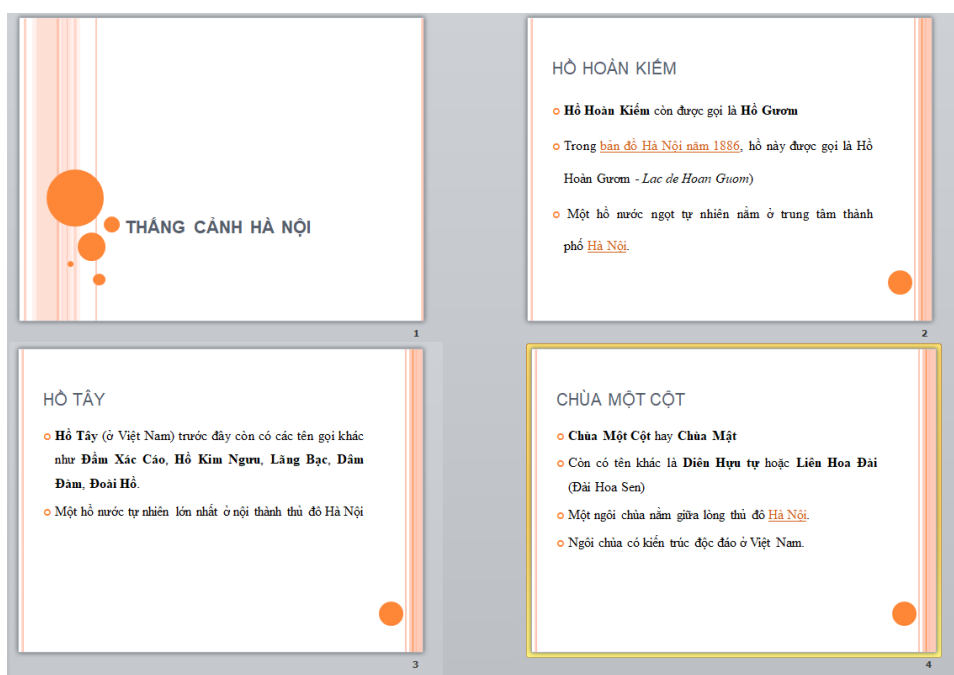 THẮNG CẢNH HÀ NỘI
1
HỒ HOÀN KIẾM
Hồ Hoàn Kiếm còn được gọi là Hồ Gươm
Trong bản đồ Hà Nội năm 1886, hồ này được gọi là Hồ
Hoàn Gươm - Lac de Hoan Guom)
Một hồ nước ngọt tự nhiên nằm ở trung tâm thành
phố Hà Nội.
2
HỒ TÂY
Hồ Tây (ở Việt Nam) trước đây còn có các tên gọi khác
như Đầm Xác Cáo, Hồ Kim Ngưu, Lãng Bạc, Dâm
Đàm, Đoài Hồ.
Một hồ nước tự nhiên lớn nhất ở nội thành thủ đô Hà Nội
3
CHÙA MỘT CỘT
Chùa Một Cột hay Chùa Mật
Còn có tên khác là Diên Hựu tự hoặc Liên Hoa Đài
(Đài Hoa Sen)
Một ngôi chùa nằm giữa lòng thủ đô Hà Nội.
Ngôi chùa có kiến trúc độc đáo ở Việt Nam.
4